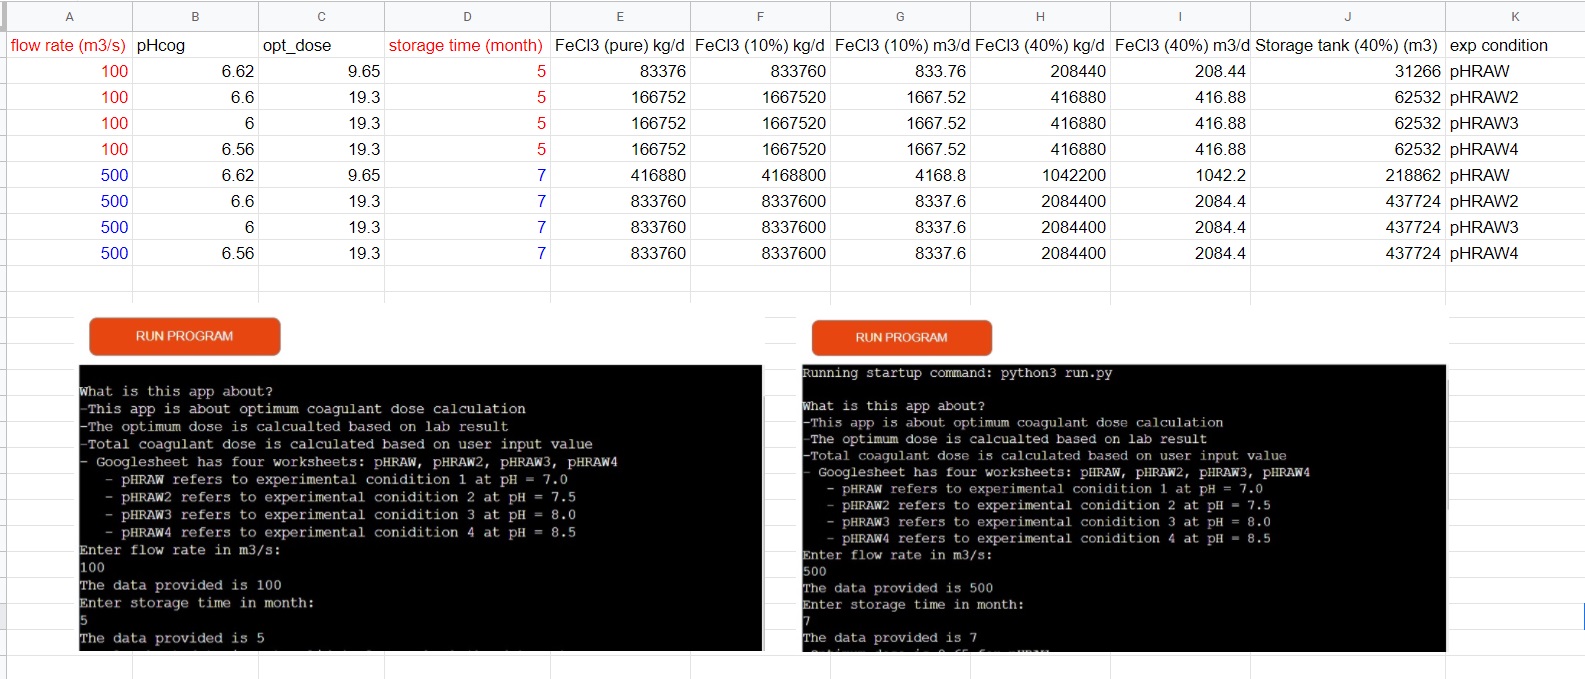 A B C D E F G H I J K
flow rate (m3/s) pHcog opt_dose storage time (month) FeCl3 (pure) kg/d FeCl3 (10%) kg/d FeCl3 (10%) m3/d FeCl3 (40%) kg/d FeCl3 (40%) m3/d Storage tank (40%) (m3) exp condition
100 6.62 9.65 5 83376 833760 833.76 208440 208.44 31266 pHRAW
100 6.6 19.3 5 166752 1667520 1667.52 416880 416.88 62532 pHRAW2
100 6 19.3 5 166752 1667520 1667.52 416880 416.88 62532 pHRAW3
100 6.56 19.3 5 166752 1667520 1667.52 416880 416.88 62532 pHRAW4
500 6.62 9.65 7 416880 4168800 4168.8 1042200 1042.2 218862 pHRAW
500 6.6 19.3 7 833760 8337600 8337.6 2084400 2084.4 437724 pHRAW2
500 6 19.3 7 833760 8337600 8337.6 2084400 2084.4 437724 pHRAW3
500 6.56 19.3 7 833760 8337600 8337.6 2084400 2084.4 437724 pHRAW4
RUN PROGRAM
What is this app about?
-This app is about optimum coagulant dose calculation
-The optimum dose is calcualted based on lab result
-Total coagulant dose is calculated based on user input value
- Googlesheet has four worksheets: pHRAW, pHRAW2, pHRAW3, pHRAW4
- pHRAW refers to experimental conidition 1 at pH = 7.0
- pHRAW2 refers to experimental conidition 2 at pH = 7.5
- pHRAW3 refers to experimental conidition 3 at pH = 8.0
- pHRAW4 refers to experimental conidition 4 at pH = 8.5
Enter flow rate in m3/s:
100
The data provided is 100
Enter storage time in month:
5
The data provided is 5
RUN PROGRAM
Running startup command: python3 run.py
What is this app about?
-This app is about optimum coagulant dose calculation
-The optimum dose is calcualted based on lab result
-Total coagulant dose is calculated based on user input value
- Googlesheet has four worksheets: pHRAW, pHRAW2, pHRAW3, pHRAW4
- pHRAW refers to experimental conidition 1 at pH = 7.0
- pHRAW2 refers to experimental conidition 2 at pH = 7.5
- pHRAW3 refers to experimental conidition 3 at pH = 8.0
- pHRAW4 refers to experimental conidition 4 at pH = 8.5
Enter flow rate in m3/s:
500
The data provided is 500
Enter storage time in month:
7
The data provided is 7